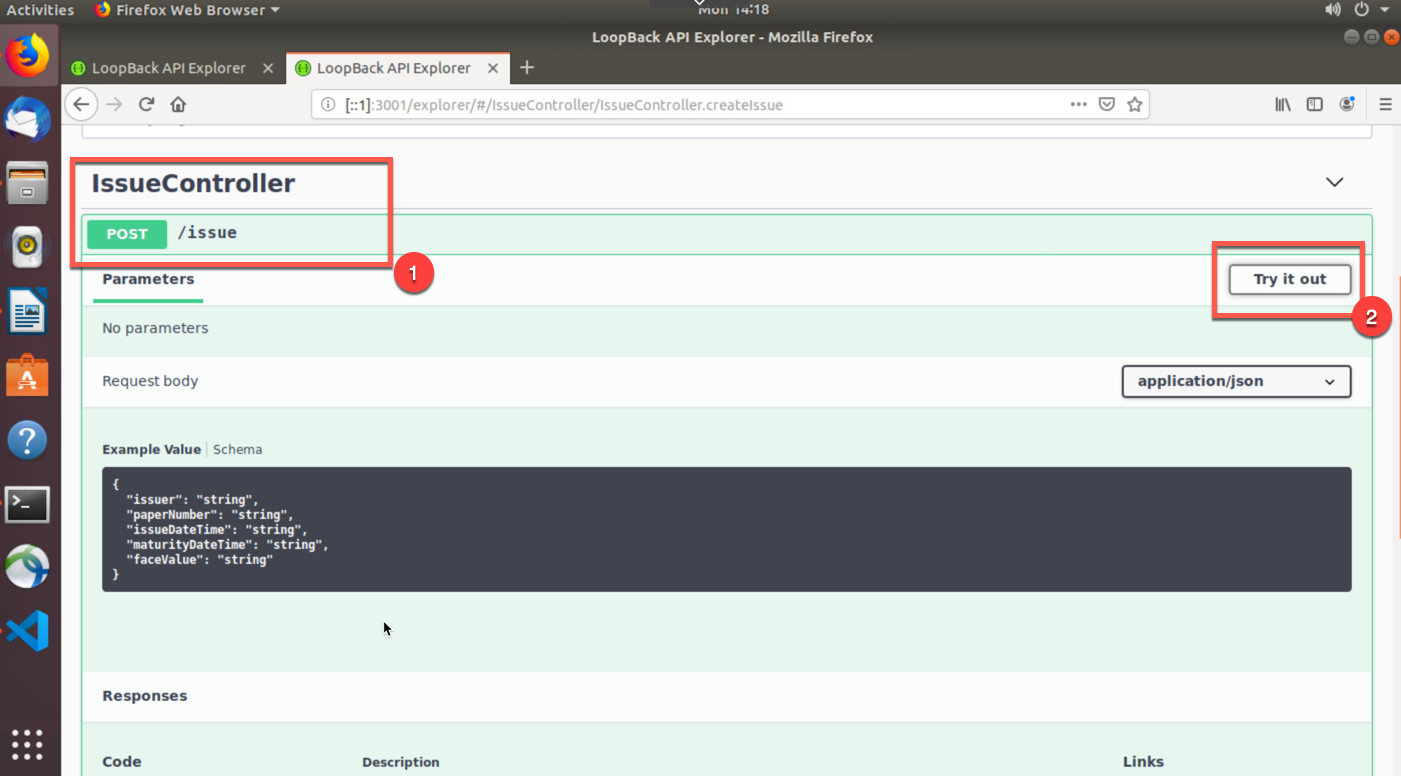 Activities Firefox Web Browser Mon 14:18
LoopBack API Explorer - Mozilla Firefox
LoopBack API Explorer LoopBack API Explorer
[::1]:3001/explorer/#/IssueController/IssueController.createIssue
IssueController
POST /issue
1
Parameters
Try it out
2
No parameters
Request body
application/json
Example Value | Schema
{
"issuer": "string",
"paperNumber": "string",
"issueDateTime": "string",
"maturityDateTime": "string",
"faceValue": "string"
}
Responses
Code Description Links